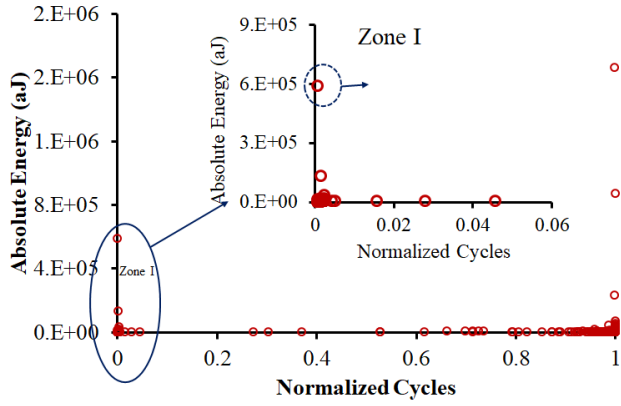 Absolute Energy (aJ)
2.E+06
2.E+06
1.E+06
8.E+05
4.E+05
0.E+00
Zone I
0
0.2
0.4
0.6
0.8
1
Normalized Cycles
Zone I
Absolute Energy (aJ)
9.E+05
6.E+05
3.E+05
0.E+00
0
0.02
0.04
0.06
Normalized Cycles